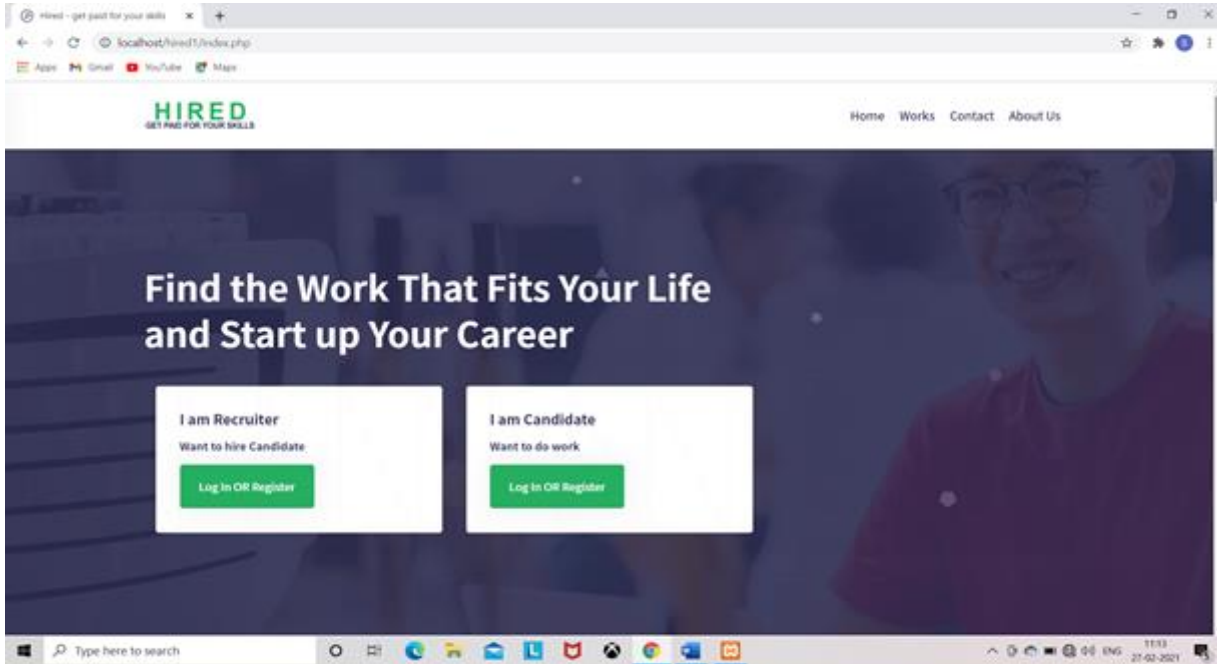 Hired - get paid for your skills
localhost/hired1/index.php
Apps Gmail YouTube Maps
HIRED
GET PAID FOR YOUR SKILLS
Home Works Contact About Us
Find the Work That Fits Your Life
and Start up Your Career
I am Recruiter
Want to hire Candidate
Log In OR Register
I am Candidate
Want to do work
Log In OR Register
Type here to search
ENG
11:13
27-02-2021